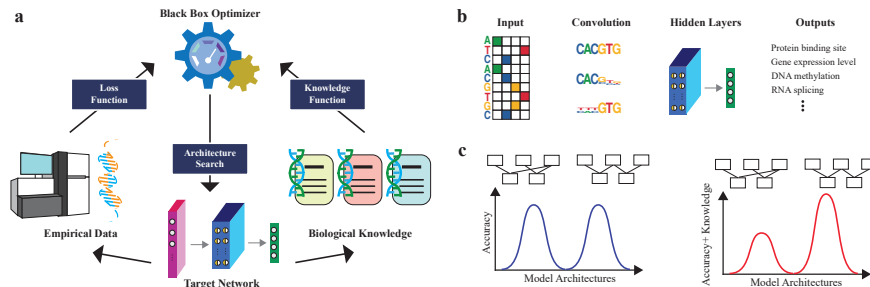 a
Black Box Optimizer
Loss
Function
Knowledge
Function
Architecture
Search
Empirical Data
Biological Knowledge
Target Network
b
Input
Convolution
Hidden Layers
Outputs
A
T
C
A
C
G
T
G
C
CACGTG
CAC
GTG
Protein binding site
Gene expression level
DNA methylation
RNA splicing
c
Accuracy
Model Architectures
Accuracy+ Knowledge
Model Architectures